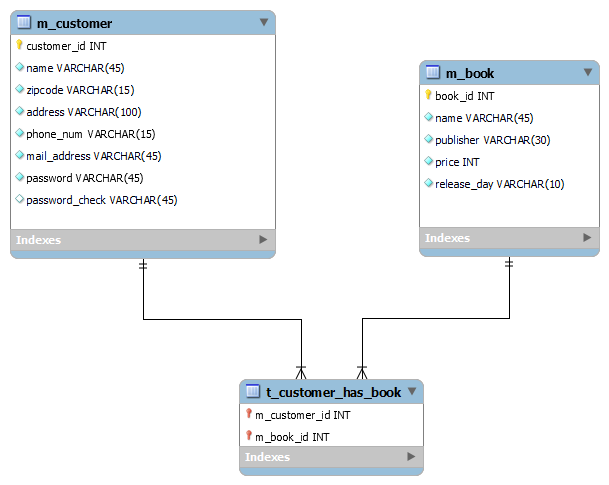 m_customer
customer_id INT
name VARCHAR(45)
zipcode VARCHAR(15)
address VARCHAR(100)
phone_num VARCHAR(15)
mail_address VARCHAR(45)
password VARCHAR(45)
password_check VARCHAR(45)
Indexes
m_book
book_id INT
name VARCHAR(45)
publisher VARCHAR(30)
price INT
release_day VARCHAR(10)
Indexes
t_customer_has_book
m_customer_id INT
m_book_id INT
Indexes